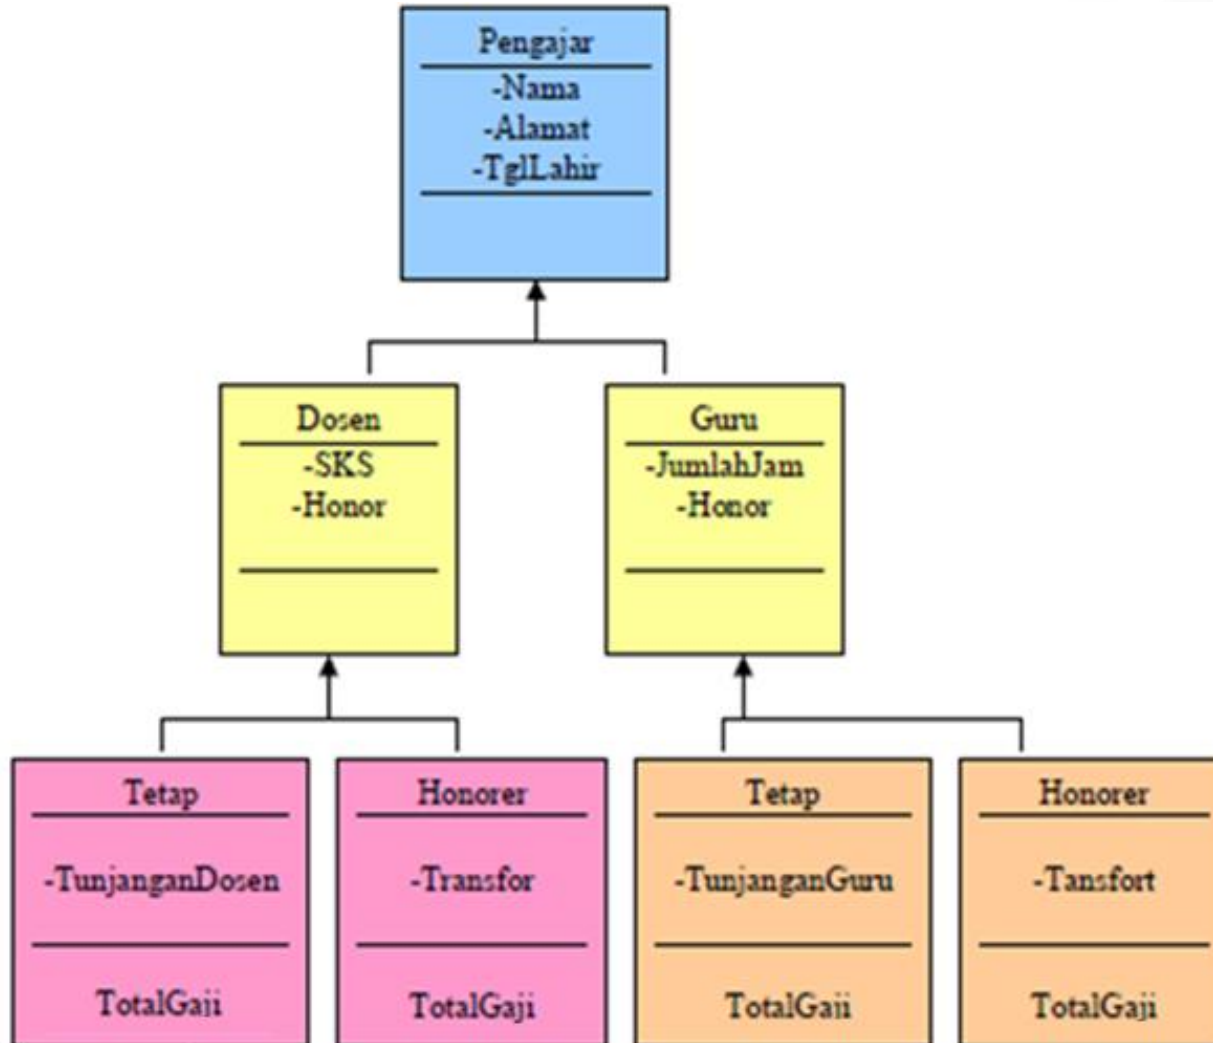 Pengajar
-Nama
-Alamat
-TglLahir
Dosen
-SKS
-Honor
Guru
-JumlahJam
-Honor
Tetap
-TunjanganDosen
TotalGaji
Honorer
-Transfor
TotalGaji
Tetap
-TunjanganGuru
TotalGaji
Honorer
-Tansfort
TotalGaji